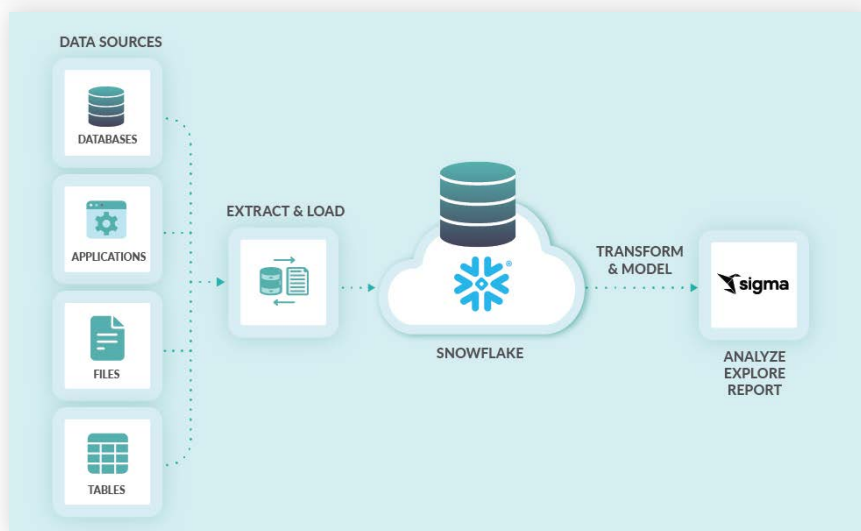 DATA SOURCES
DATABASES
APPLICATIONS
FILES
TABLES
EXTRACT & LOAD
®
SNOWFLAKE
TRANSFORM
& MODEL
sigma
ANALYZE
EXPLORE
REPORT